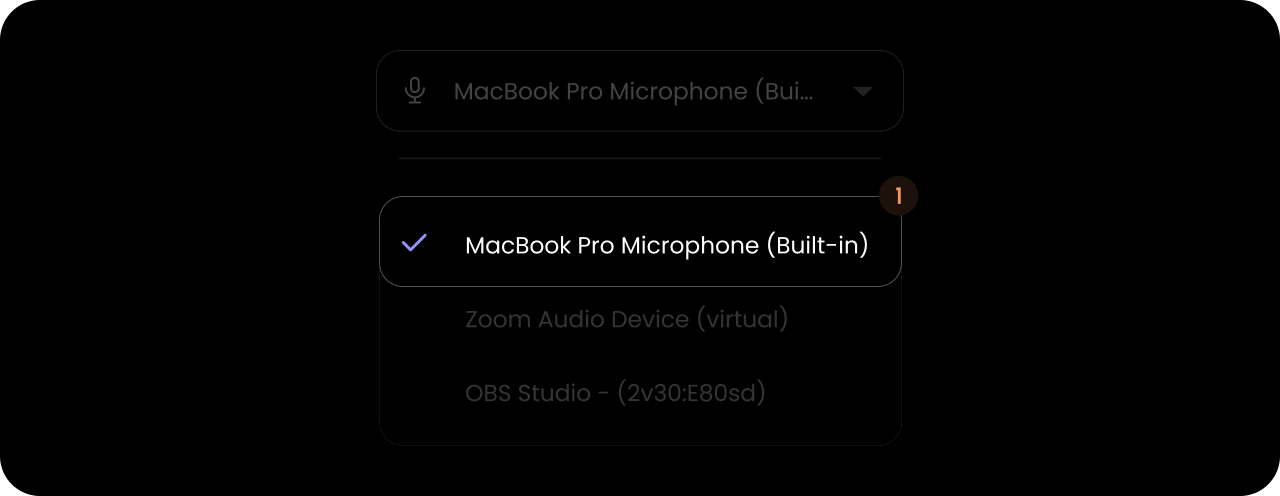 MacBook Pro Microphone (Bui...
1
MacBook Pro Microphone (Built-in)
Zoom Audio Device (virtual)
OBS Studio - (2v30:E80sd)